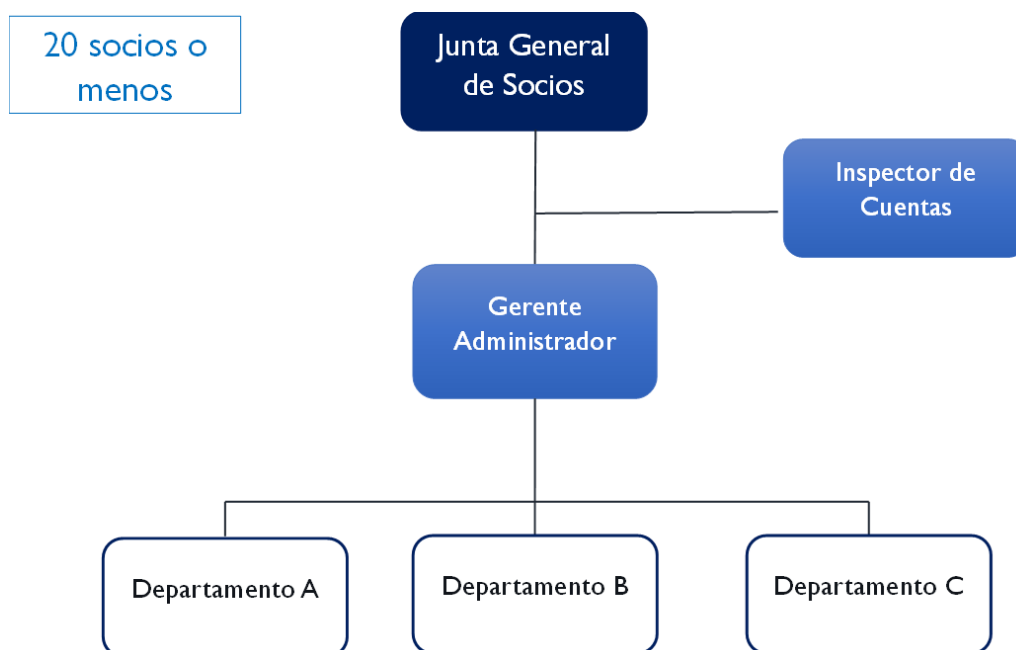 20 socios o
menos
Junta General
de Socios
Inspector de
Cuentas
Gerente
Administrador
Departamento A
Departamento B
Departamento C